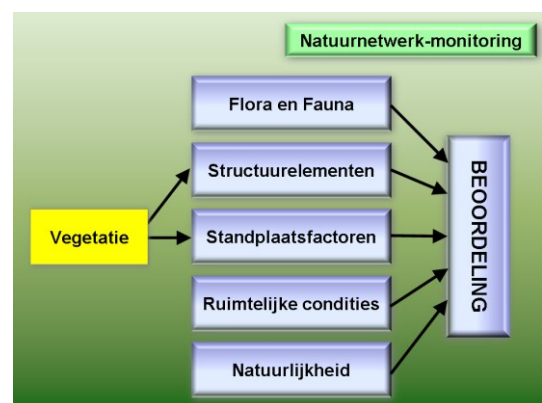 Natuurnetwerk-monitoring
Flora en Fauna
Structuurelementen
Vegetatie
Standplaatsfactoren
Ruimtelijke condities
Natuurlijkheid
BEOORDELING